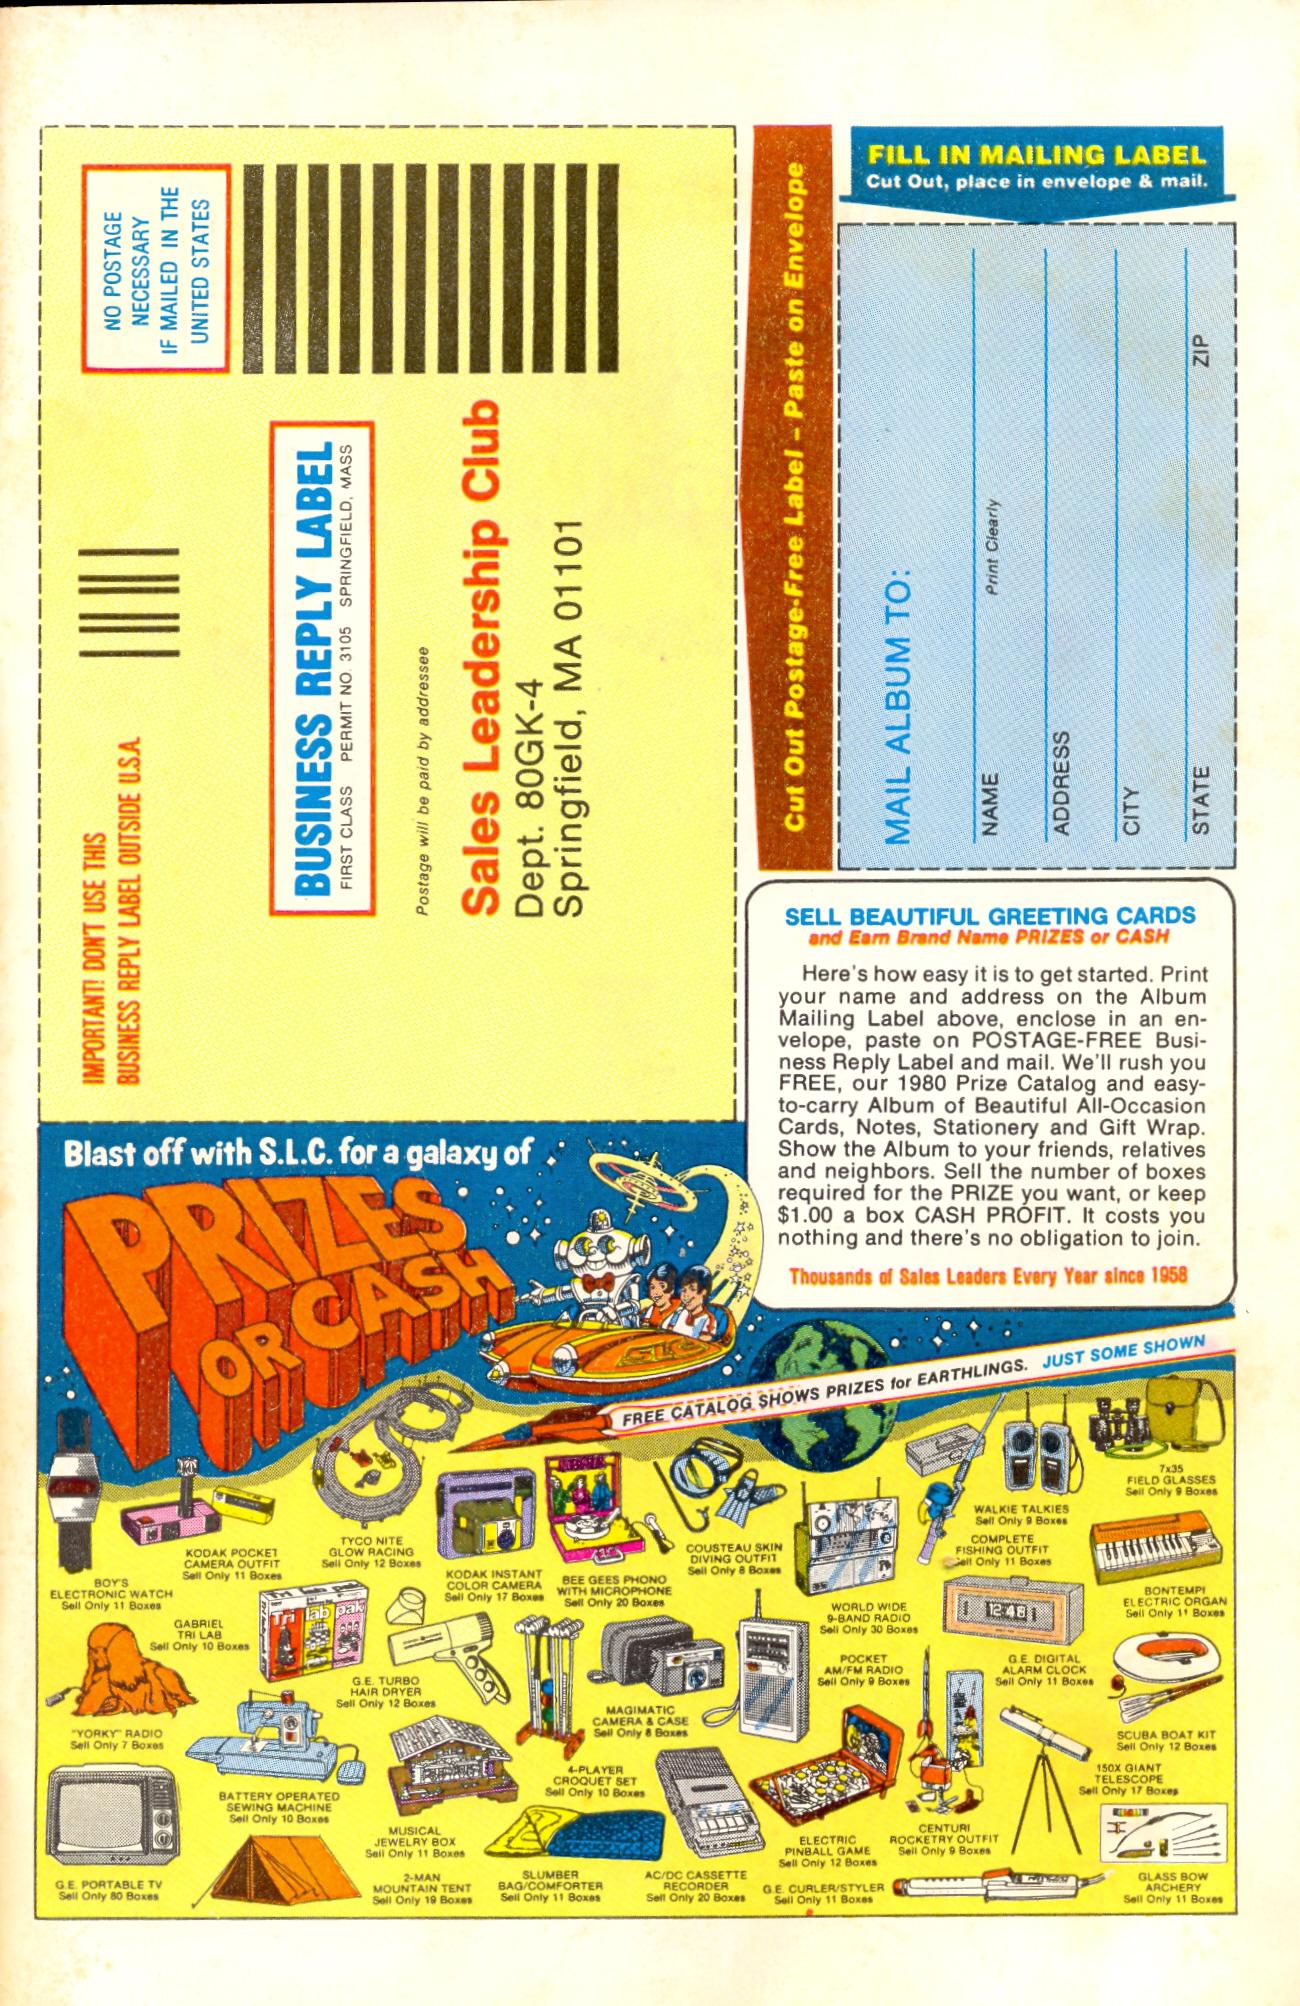 NO POSTAGE
NECESSARY
IF MAILED IN THE
UNITED STATES
IMPORTANT! DON'T USE THIS
BUSINESS REPLY LABEL OUTSIDE U.S.A.
BUSINESS REPLY LABEL
FIRST CLASS PERMIT NO. 3105 SPRINGFIELD, MASS
Postage will be paid by addressee
Sales Leadership Club
Dept. 80GK-4
Springfield, MA 01101
Cut Out Postage-Free Label – Paste on Envelope
FILL IN MAILING LABEL
Cut Out, place in envelope & mail.
MAIL ALBUM TO:
NAME
Print Clearly
ADDRESS
CITY
STATE ZIP
SELL BEAUTIFUL GREETING CARDS
and Earn Brand Name PRIZES or CASH
Here's how easy it is to get started. Print
your name and address on the Album
Mailing Label above, enclose in an en-
velope, paste on POSTAGE-FREE Busi-
ness Reply Label and mail. We'll rush you
FREE, our 1980 Prize Catalog and easy-
to-carry Album of Beautiful All-Occasion
Cards, Notes, Stationery and Gift Wrap.
Show the Album to your friends, relatives
and neighbors. Sell the number of boxes
required for the PRIZE you want, or keep
$1.00 a box CASH PROFIT. It costs you
nothing and there's no obligation to join.
Thousands of Sales Leaders Every Year since 1958
Blast off with S.L.C. for a galaxy of
PRIZES
OR CASH
SLC
FREE CATALOG SHOWS PRIZES for EARTHLINGS. JUST SOME SHOWN
BOY'S
ELECTRONIC WATCH
Sell Only 11 Boxes
KODAK POCKET
CAMERA OUTFIT
Sell Only 11 Boxes
TYCO NITE
GLOW RACING
Sell Only 12 Boxes
KODAK INSTANT
COLOR CAMERA
Sell Only 17 Boxes
BEE GEES PHONO
WITH MICROPHONE
Sell Only 20 Boxes
COUSTEAU SKIN
DIVING OUTFIT
Sell Only 8 Boxes
WORLD WIDE
9-BAND RADIO
Sell Only 30 Boxes
COMPLETE
FISHING OUTFIT
Sell Only 11 Boxes
WALKIE TALKIES
Sell Only 9 Boxes
7x35
FIELD GLASSES
Sell Only 9 Boxes
BONTEMPI
ELECTRIC ORGAN
Sell Only 11 Boxes
GABRIEL
TRI LAB
Sell Only 10 Boxes
Tri lab pak
G.E. TURBO
HAIR DRYER
Sell Only 12 Boxes
MAGIMATIC
CAMERA & CASE
Sell Only 8 Boxes
POCKET
AM/FM RADIO
Sell Only 9 Boxes
12:48
G.E. DIGITAL
ALARM CLOCK
Sell Only 11 Boxes
SCUBA BOAT KIT
Sell Only 12 Boxes
"YORKY" RADIO
Sell Only 7 Boxes
BATTERY OPERATED
SEWING MACHINE
Sell Only 10 Boxes
MUSICAL
JEWELRY BOX
Sell Only 11 Boxes
4-PLAYER
CROQUET SET
Sell Only 10 Boxes
ELECTRIC
PINBALL GAME
Sell Only 12 Boxes
CENTURI
ROCKETRY OUTFIT
Sell Only 9 Boxes
150X GIANT
TELESCOPE
Sell Only 17 Boxes
G.E. PORTABLE TV
Sell Only 80 Boxes
2-MAN
MOUNTAIN TENT
Sell Only 19 Boxes
SLUMBER
BAG/COMFORTER
Sell Only 11 Boxes
AC/DC CASSETTE
RECORDER
Sell Only 20 Boxes
G.E. CURLER/STYLER
Sell Only 11 Boxes
GLASS BOW
ARCHERY
Sell Only 11 Boxes